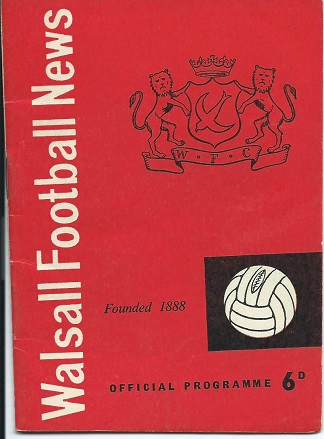 Walsall Football News
W F C
Founded 1888
OFFICIAL PROGRAMME 6D